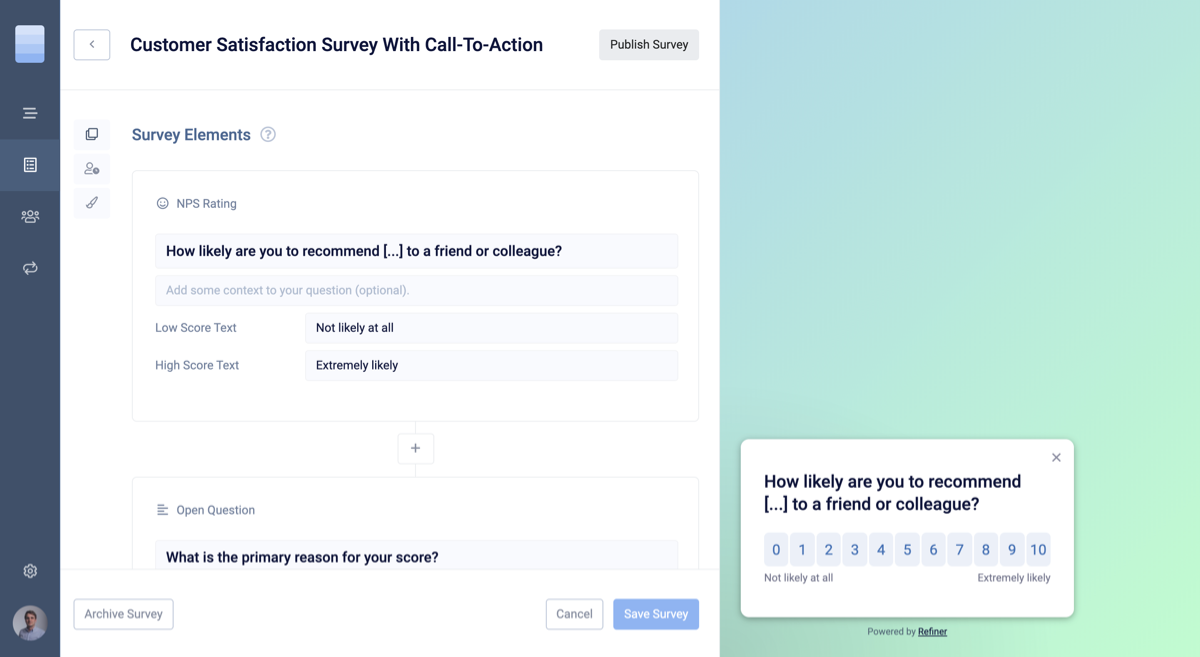 Customer Satisfaction Survey With Call-To-Action
Publish Survey
Survey Elements ?
NPS Rating
How likely are you to recommend [...] to a friend or colleague?
Add some context to your question (optional).
Low Score Text
Not likely at all
High Score Text
Extremely likely
+
Open Question
What is the primary reason for your score?
Archive Survey
Cancel
Save Survey
How likely are you to recommend
[...] to a friend or colleague?
0 1 2 3 4 5 6 7 8 9 10
Not likely at all
Extremely likely
Powered by Refiner